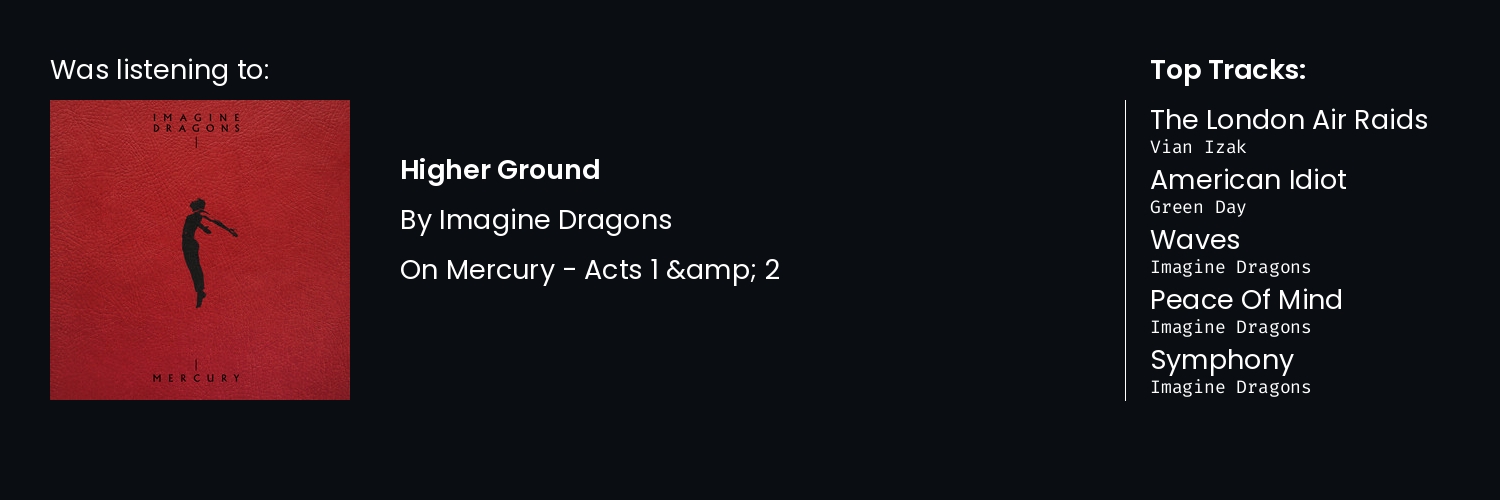 Was listening to:
IMAGINE
DRAGONS
MERCURY
Higher Ground
By Imagine Dragons
On Mercury - Acts 1 &amp; 2
Top Tracks:
The London Air Raids
Vian Izak
American Idiot
Green Day
Waves
Imagine Dragons
Peace Of Mind
Imagine Dragons
Symphony
Imagine Dragons